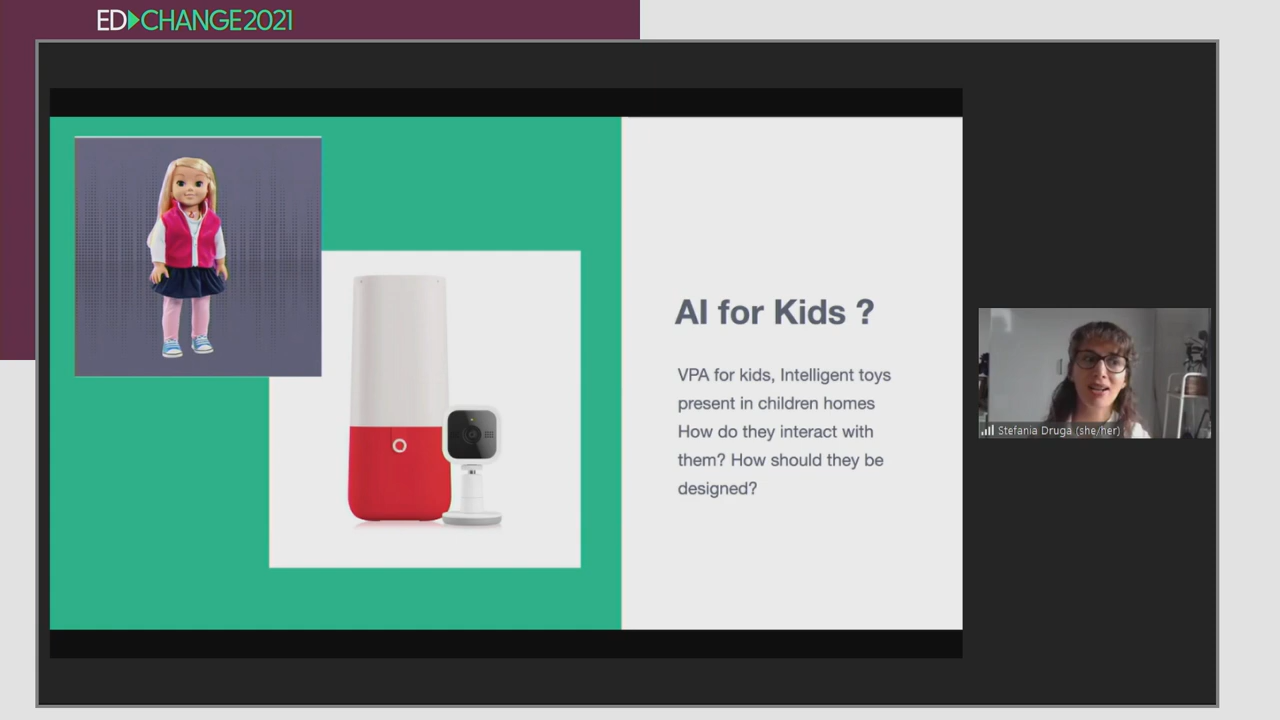 ED▶CHANGE2021
AI for Kids ?
VPA for kids, Intelligent toys
present in children homes
How do they interact with
them? How should they be
designed?
Stefania Druga (she/her)